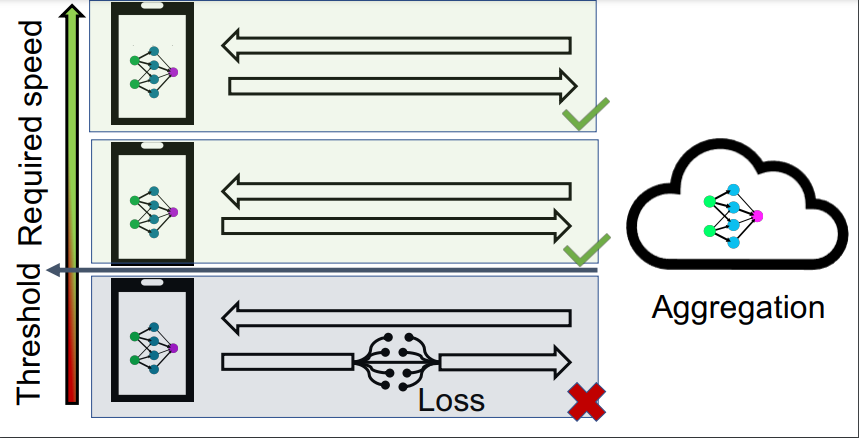 Required speed
Threshold
Loss
Aggregation